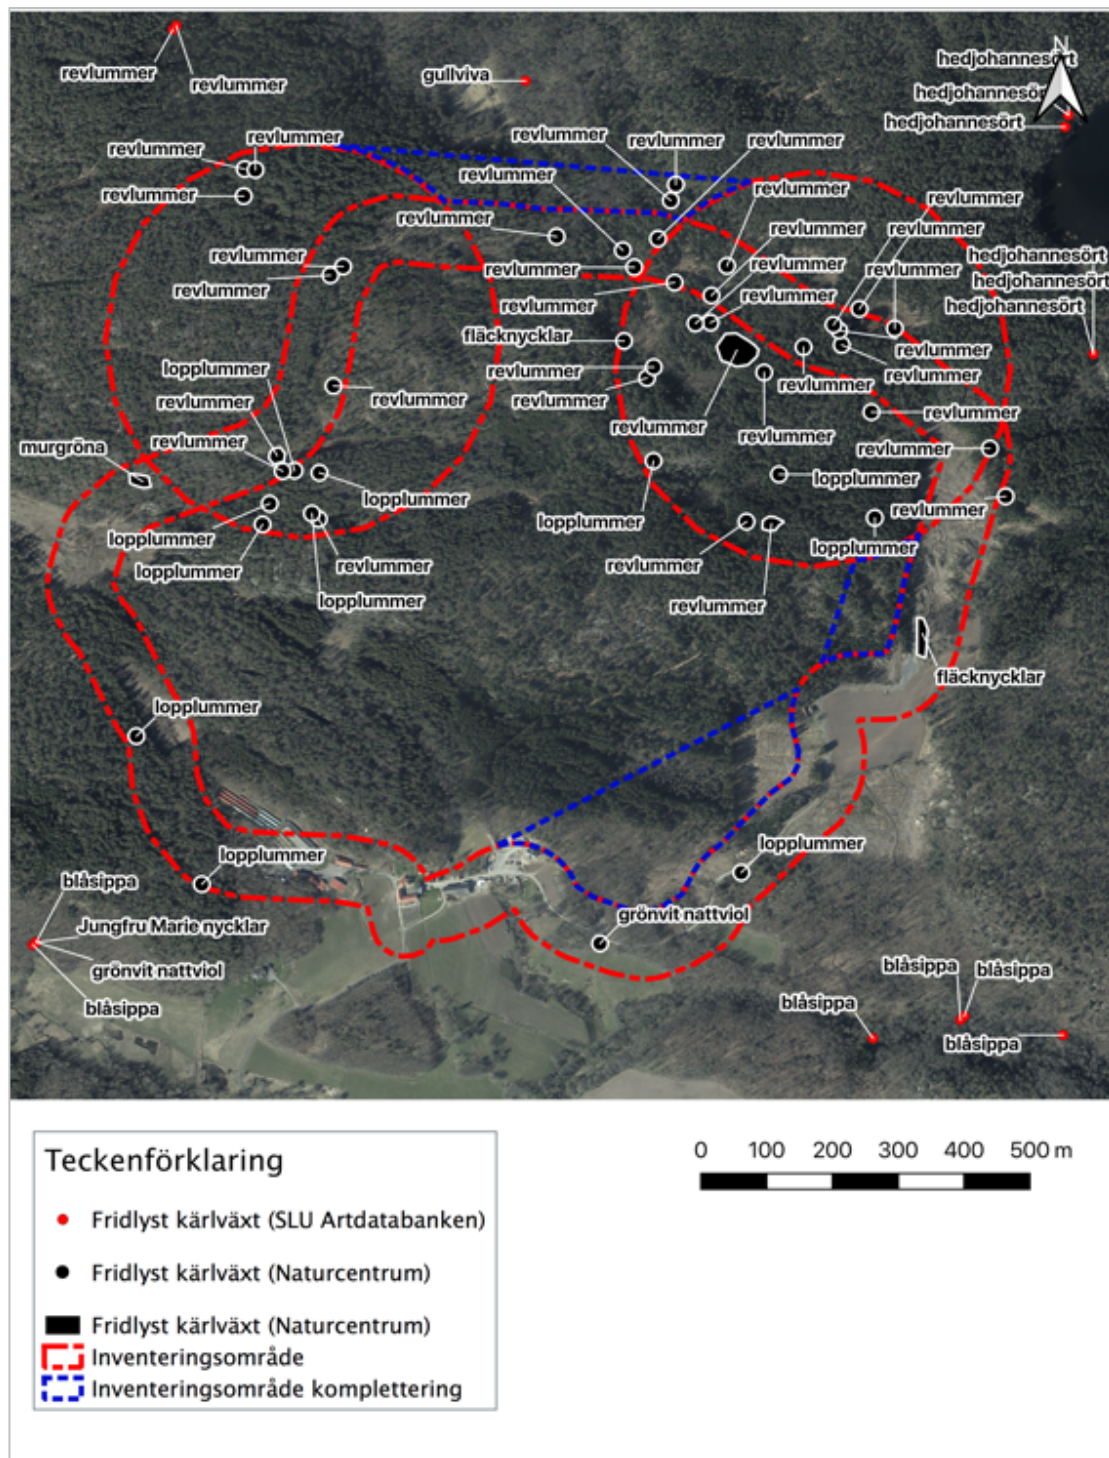 N
hedjohannesört
revlummer
revlummer
gullviva
hedjohannesört
hedjohannesört
revlummer
revlummer
revlummer
revlummer
revlummer
revlummer
revlummer
revlummer
revlummer
revlummer
revlummer
revlummer
revlummer
revlummer
hedjohannesört
revlummer
revlummer
revlummer
revlummer
hedjohannesört
revlummer
revlummer
hedjohannesört
fläcknycklar
revlummer
lopplummer
revlummer
revlummer
revlummer
revlummer
revlummer
revlummer
revlummer
revlummer
revlummer
revlummer
revlummer
murgröna
revlummer
lopplummer
lopplummer
revlummer
lopplummer
lopplummer
lopplummer
revlummer
revlummer
lopplummer
lopplummer
revlummer
fläcknycklar
lopplummer
lopplummer
lopplummer
blåsippa
grönvit nattviol
Jungfru Marie nycklar
grönvit nattviol
blåsippa
blåsippa
blåsippa
blåsippa
blåsippa
Teckenförklaring
Fridlyst kärlväxt (SLU Artdatabanken)
Fridlyst kärlväxt (Naturcentrum)
Fridlyst kärlväxt (Naturcentrum)
Inventeringsområde
Inventeringsområde komplettering
0 100 200 300 400 500 m